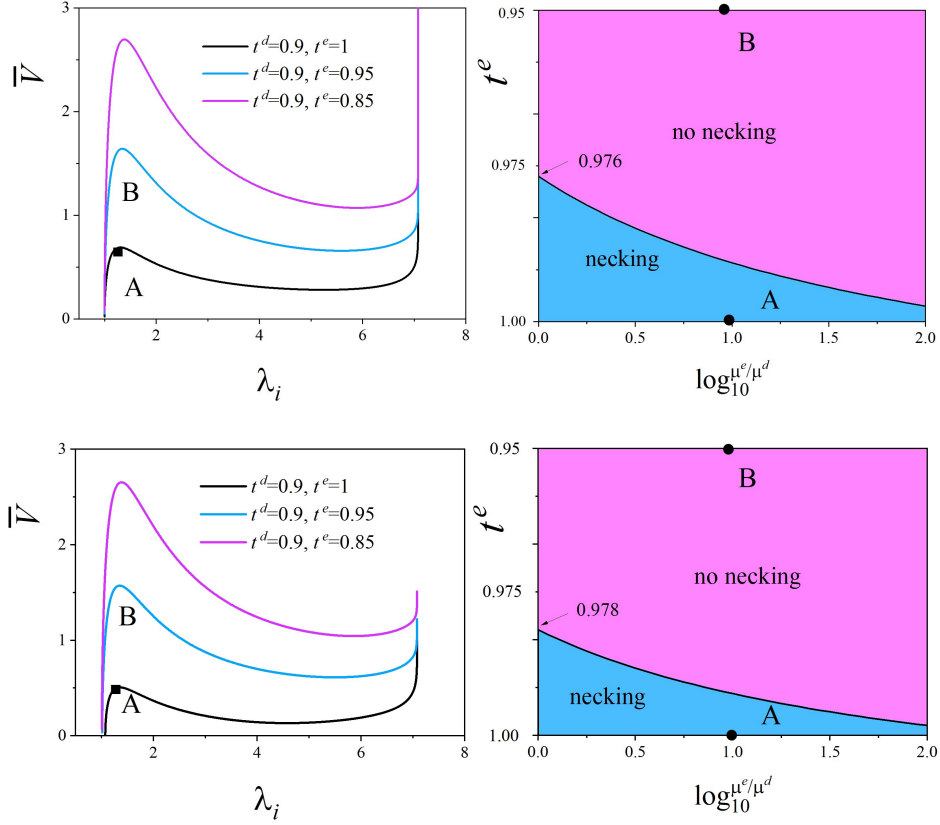 3
2
1
0
2
4
6
8
V̅
λi
t^d=0.9, t^e=1
t^d=0.9, t^e=0.95
t^d=0.9, t^e=0.85
B
A
0.95
0.975
1.00
t^e
B
no necking
0.976
necking
A
0.0
0.5
1.0
1.5
2.0
log10^μ^e/μ^d
3
2
1
0
2
4
6
8
V̅
λi
t^d=0.9, t^e=1
t^d=0.9, t^e=0.95
t^d=0.9, t^e=0.85
B
A
0.95
0.975
1.00
t^e
B
no necking
0.978
necking
A
0.0
0.5
1.0
1.5
2.0
log10^μ^e/μ^d